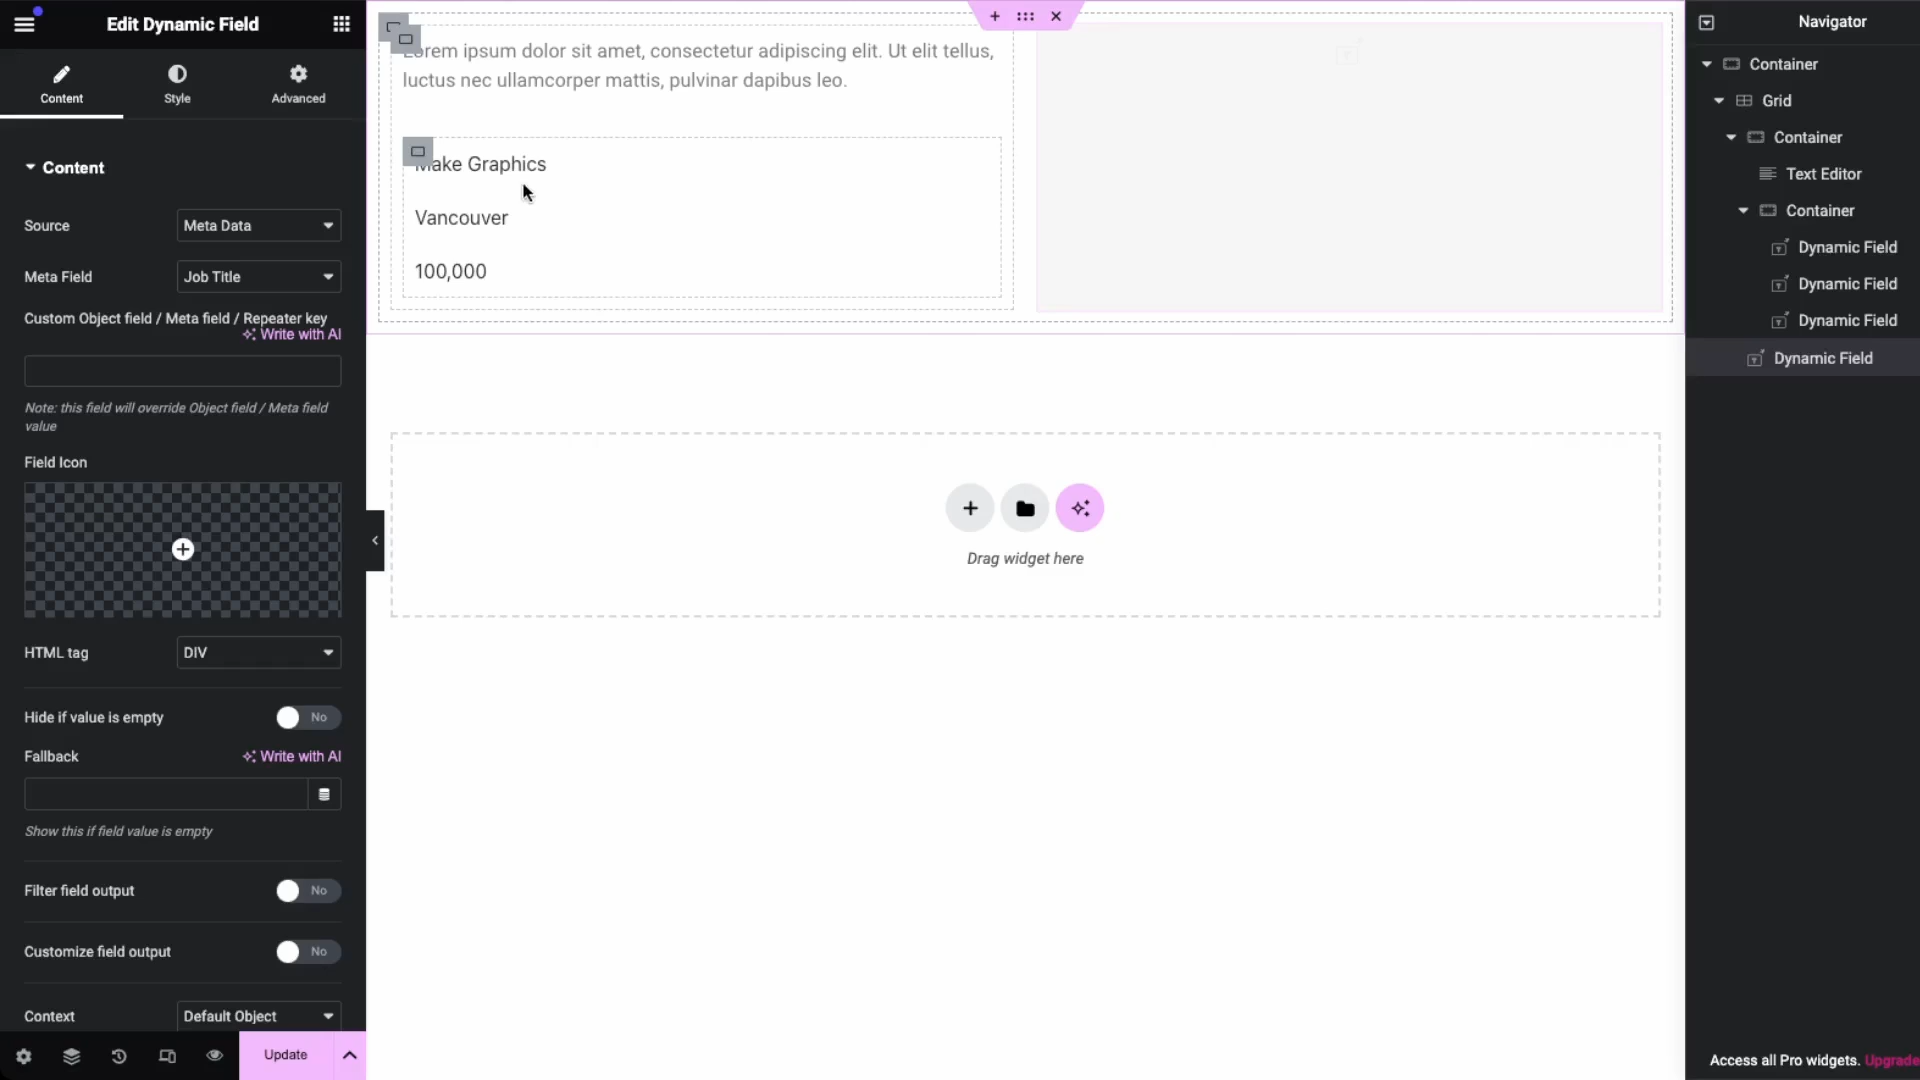 Edit Dynamic Field
Content
Style
Advanced
Content
Source
Meta Data
Meta Field
Job Title
Custom Object field / Meta field / Repeater key
Write with AI
Note: this field will override Object field / Meta field
value
Field Icon
HTML tag
DIV
Hide if value is empty
No
Fallback
Write with AI
Show this if field value is empty
Filter field output
No
Customize field output
No
Context
Default Object
Update
Lorem ipsum dolor sit amet, consectetur adipiscing elit. Ut elit tellus,
luctus nec ullamcorper mattis, pulvinar dapibus leo.
Make Graphics
Vancouver
100,000
Drag widget here
Navigator
Container
Grid
Container
Text Editor
Container
Dynamic Field
Dynamic Field
Dynamic Field
Dynamic Field
Access all Pro widgets. Upgrade